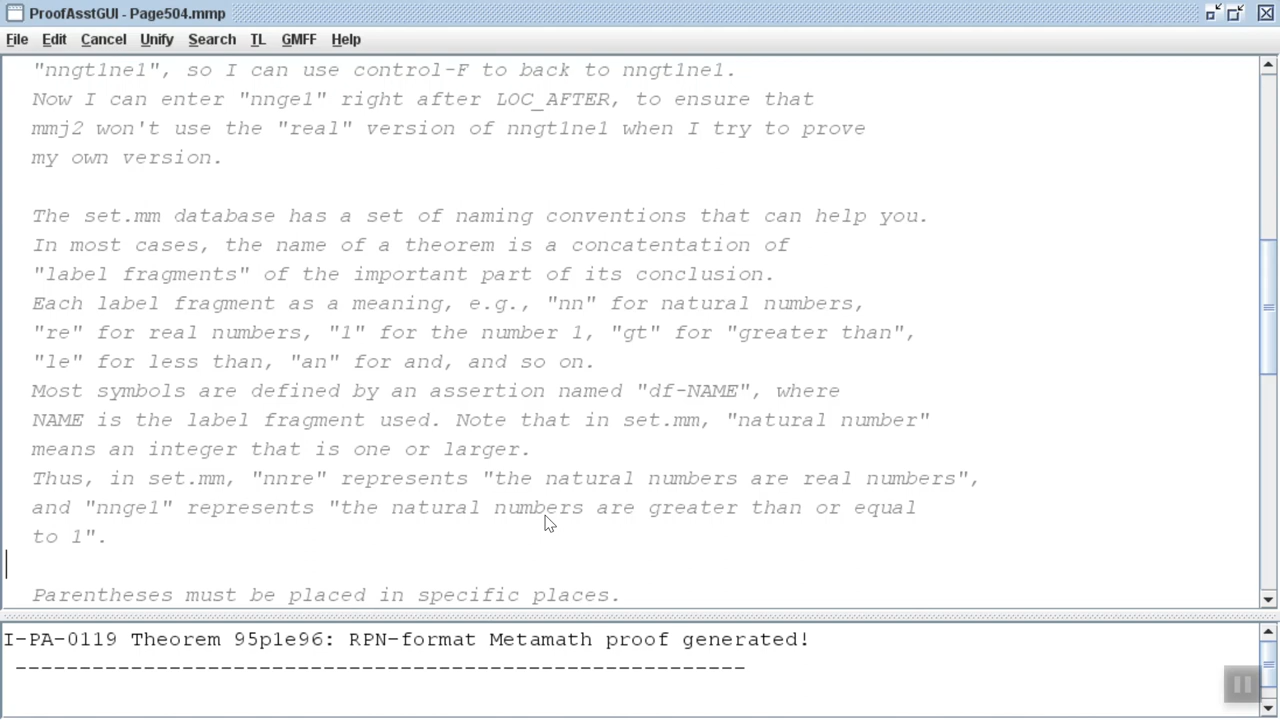 ProofAsstGUI - Page504.mmp
File Edit Cancel Unify Search TL GMFF Help
"nngt1ne1", so I can use control-F to back to nngt1ne1.
Now I can enter "nnge1" right after LOC_AFTER, to ensure that
mmj2 won't use the "real" version of nngt1ne1 when I try to prove
my own version.
The set.mm database has a set of naming conventions that can help you.
In most cases, the name of a theorem is a concatentation of
"label fragments" of the important part of its conclusion.
Each label fragment as a meaning, e.g., "nn" for natural numbers,
"re" for real numbers, "1" for the number 1, "gt" for "greater than",
"le" for less than, "an" for and, and so on.
Most symbols are defined by an assertion named "df-NAME", where
NAME is the label fragment used. Note that in set.mm, "natural number"
means an integer that is one or larger.
Thus, in set.mm, "nnre" represents "the natural numbers are real numbers",
and "nnge1" represents "the natural numbers are greater than or equal
to 1".
Parentheses must be placed in specific places.
I-PA-0119 Theorem 95p1e96: RPN-format Metamath proof generated!
---------------------------------------------------------